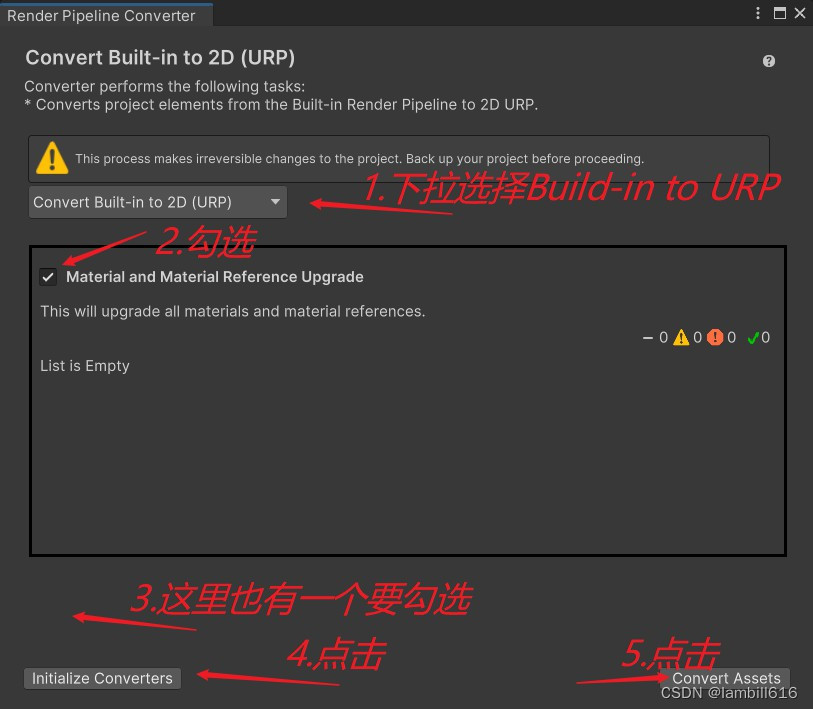 Render Pipeline Converter
Convert Built-in to 2D (URP)
Converter performs the following tasks:
* Converts project elements from the Built-in Render Pipeline to 2D URP.
This process makes irreversible changes to the project. Back up your project before proceeding.
1.下拉选择Build-in to URP
Convert Built-in to 2D (URP)
2.勾选
Material and Material Reference Upgrade
This will upgrade all materials and material references.
0 0 0 0
List is Empty
3.这里也有一个要勾选
4.点击
5.点击
Initialize Converters
Convert Assets
CSDN @lambill616